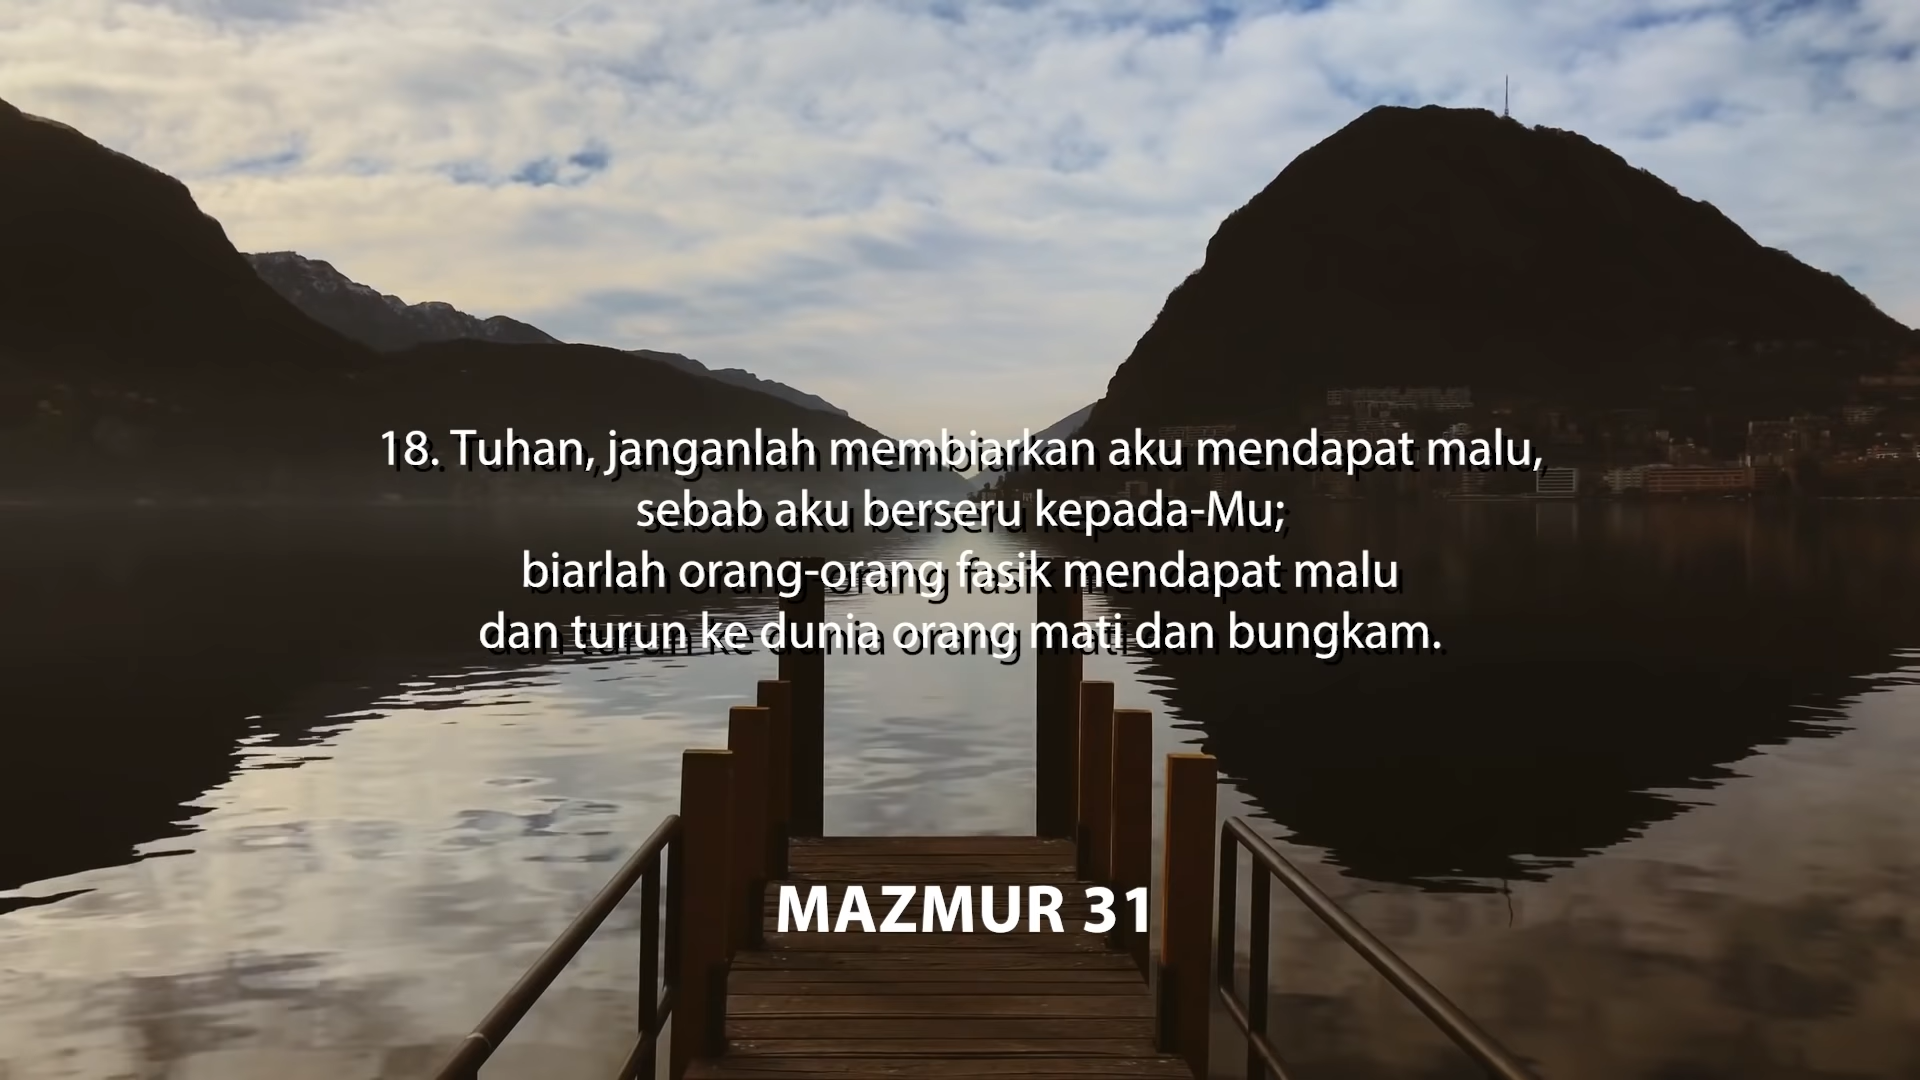 18. Tuhan, janganlah membiarkan aku mendapat malu,
sebab aku berseru kepada-Mu;
biarlah orang-orang fasik mendapat malu
dan turun ke dunia orang mati dan bungkam.
MAZMUR 31